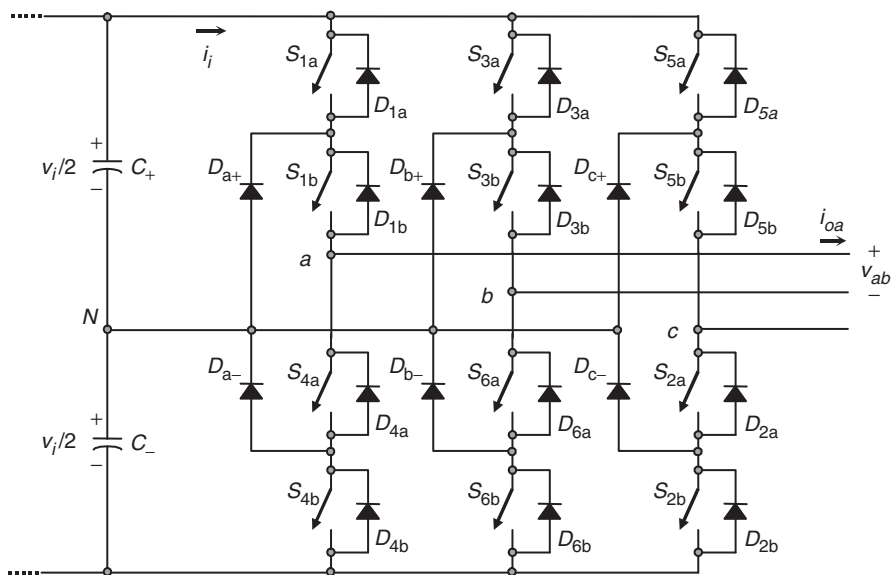 i_i
S_1a
D_1a
S_3a
D_3a
S_5a
D_5a
+
v_i/2
C_+
−
D_a+
S_1b
D_1b
D_b+
S_3b
D_3b
D_c+
S_5b
D_5b
i_oa
a
+
v_ab
−
b
N
c
D_a−
S_4a
D_4a
D_b−
S_6a
D_6a
D_c−
S_2a
D_2a
+
v_i/2
C_−
−
S_4b
D_4b
S_6b
D_6b
S_2b
D_2b